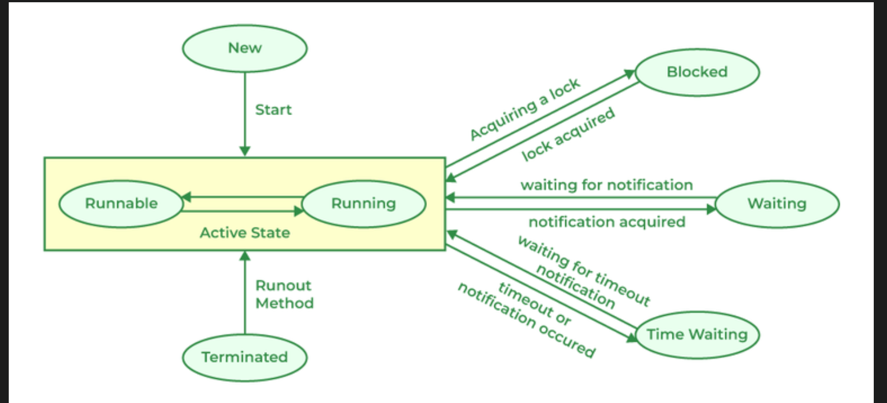 New
Start
Blocked
Acquiring a lock
lock acquired
Runnable
Running
Active State
waiting for notification
notification acquired
Waiting
waiting for timeout
notification
timeout or
notification occured
Time Waiting
Runout
Method
Terminated